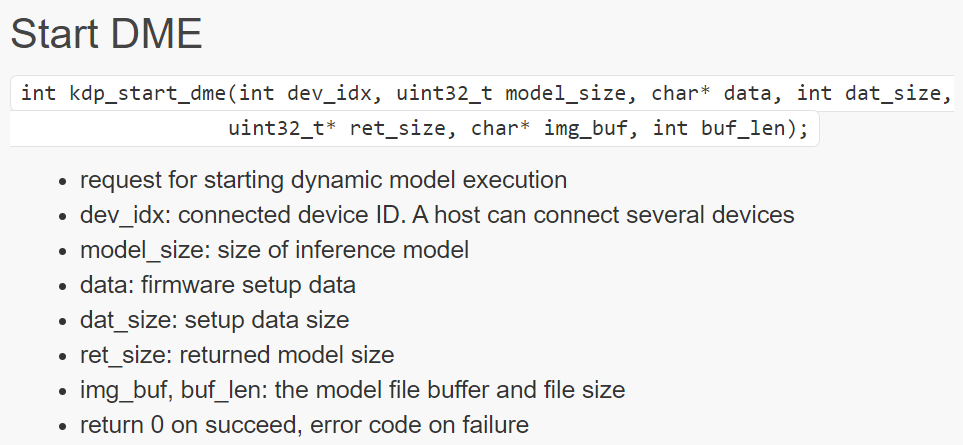 Start DME
int kdp_start_dme(int dev_idx, uint32_t model_size, char* data, int dat_size,
uint32_t* ret_size, char* img_buf, int buf_len);
• request for starting dynamic model execution
• dev_idx: connected device ID. A host can connect several devices
• model_size: size of inference model
• data: firmware setup data
• dat_size: setup data size
• ret_size: returned model size
• img_buf, buf_len: the model file buffer and file size
• return 0 on succeed, error code on failure